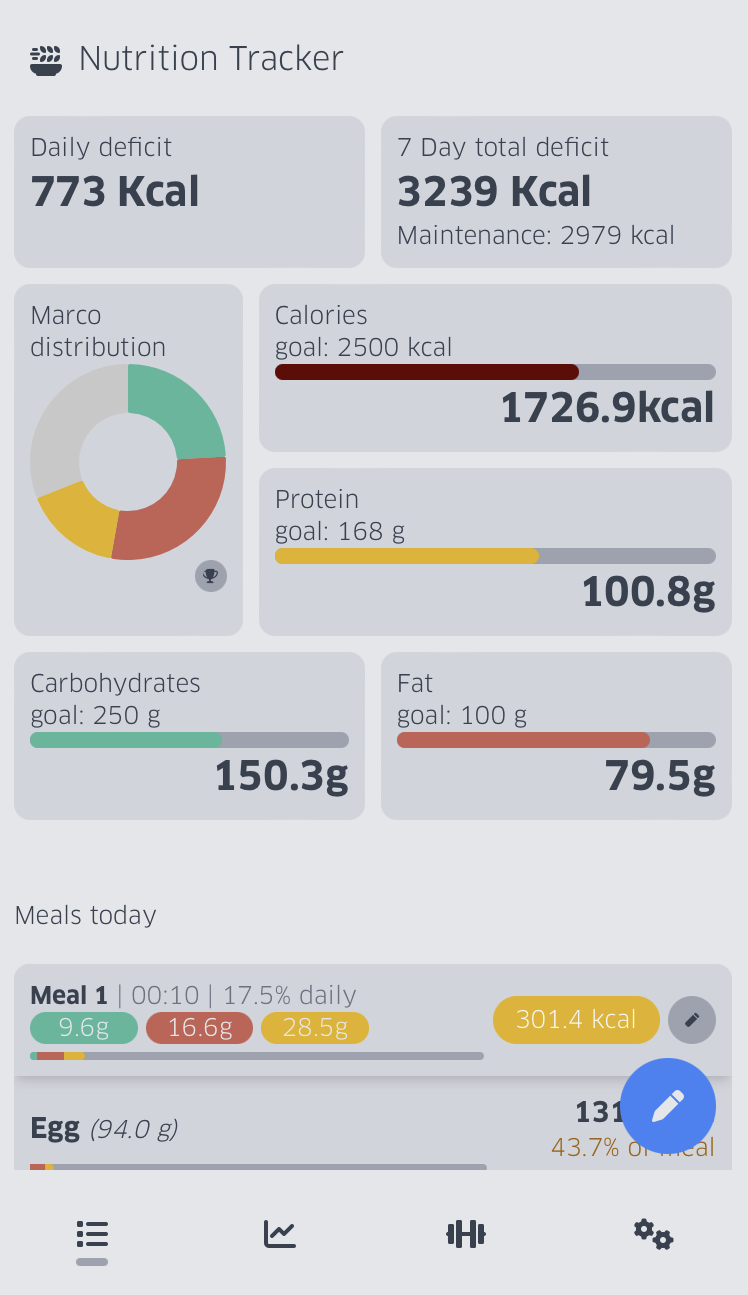 Nutrition Tracker
Daily deficit
773 Kcal
7 Day total deficit
3239 Kcal
Maintenance: 2979 kcal
Marco
distribution
Calories
goal: 2500 kcal
1726.9kcal
Protein
goal: 168 g
100.8g
Carbohydrates
goal: 250 g
150.3g
Fat
goal: 100 g
79.5g
Meals today
Meal 1 | 00:10 | 17.5% daily
9.6g 16.6g 28.5g
301.4 kcal
Egg (94.0 g)
131
43.7% of meal